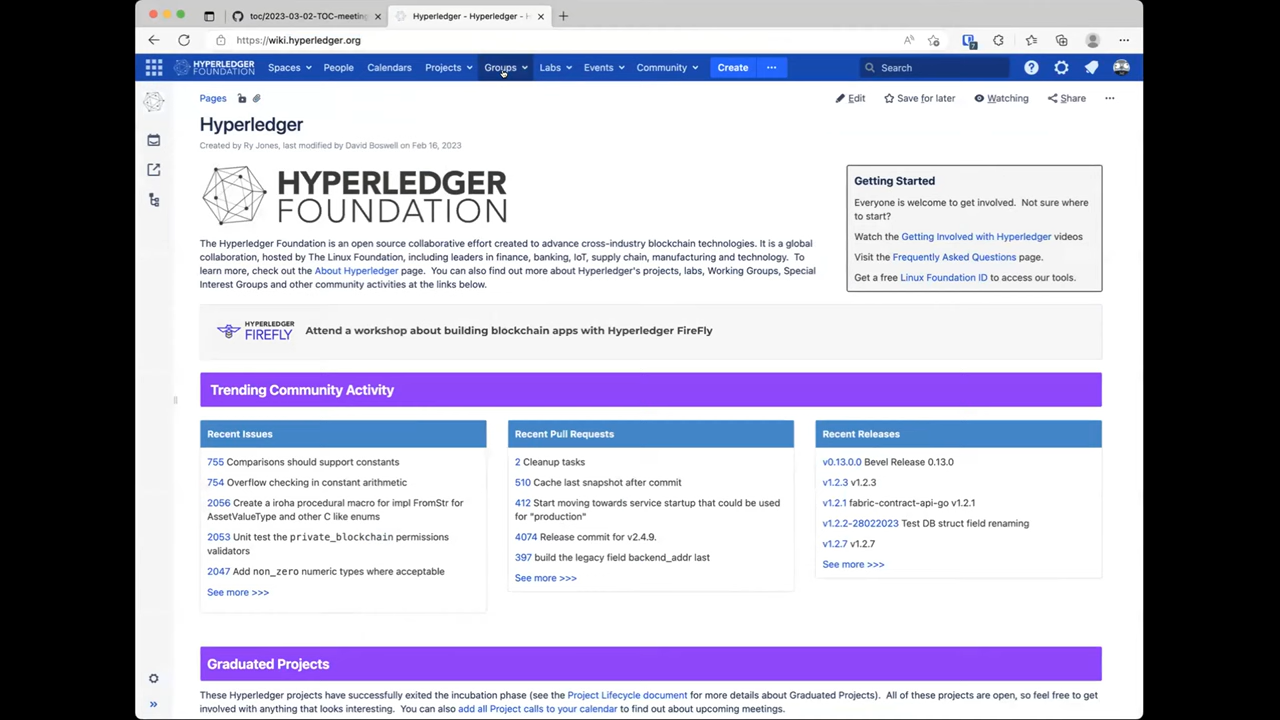 toc/2023-03-02-TOC-meeting
Hyperledger - Hyperledger - H
https://wiki.hyperledger.org
HYPERLEDGER
FOUNDATION
Spaces People Calendars Projects Groups Labs Events Community Create ••• Search
Pages
Edit Save for later Watching Share •••
Hyperledger
Created by Ry Jones, last modified by David Boswell on Feb 16, 2023
HYPERLEDGER
FOUNDATION
The Hyperledger Foundation is an open source collaborative effort created to advance cross-industry blockchain technologies. It is a global
collaboration, hosted by The Linux Foundation, including leaders in finance, banking, IoT, supply chain, manufacturing and technology. To
learn more, check out the About Hyperledger page. You can also find out more about Hyperledger's projects, labs, Working Groups, Special
Interest Groups and other community activities at the links below.
Getting Started
Everyone is welcome to get involved. Not sure where
to start?
Watch the Getting Involved with Hyperledger videos
Visit the Frequently Asked Questions page.
Get a free Linux Foundation ID to access our tools.
HYPERLEDGER
FIREFLY
Attend a workshop about building blockchain apps with Hyperledger FireFly
Trending Community Activity
Recent Issues
755 Comparisons should support constants
754 Overflow checking in constant arithmetic
2056 Create a iroha procedural macro for impl FromStr for
AssetValueType and other C like enums
2053 Unit test the private_blockchain permissions
validators
2047 Add non_zero numeric types where acceptable
See more >>>
Recent Pull Requests
2 Cleanup tasks
510 Cache last snapshot after commit
412 Start moving towards service startup that could be used
for "production"
4074 Release commit for v2.4.9.
397 build the legacy field backend_addr last
See more >>>
Recent Releases
v0.13.0.0 Bevel Release 0.13.0
v1.2.3 v1.2.3
v1.2.1 fabric-contract-api-go v1.2.1
v1.2.2-28022023 Test DB struct field renaming
v1.2.7 v1.2.7
See more >>>
Graduated Projects
These Hyperledger projects have successfully exited the incubation phase (see the Project Lifecycle document for more details about Graduated Projects). All of these projects are open, so feel free to get
involved with anything that looks interesting. You can also add all Project calls to your calendar to find out about upcoming meetings.